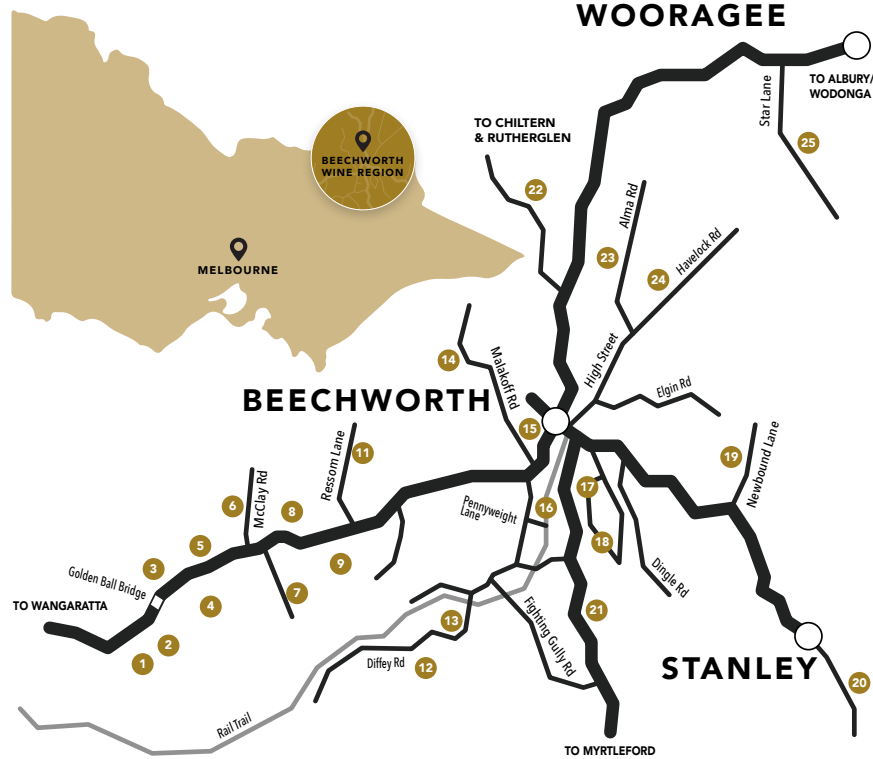 WOORAGEE
TO ALBURY/
WODONGA
Star Lane
25
TO CHILTERN
& RUTHERGLEN
BEECHWORTH
WINE REGION
22
Alma Rd
23
Havelock Rd
24
MELBOURNE
High Street
Malakoff Rd
14
Elgin Rd
BEECHWORTH
15
19
Newbound Lane
11
Ressom Lane
McClay Rd
6
8
5
9
3
Golden Ball Bridge
7
4
TO WANGARATTA
2
1
Pennyweight
Lane
16
17
18
Dingle Rd
13
Fighting Gully Rd
21
Diffey Rd
12
STANLEY
20
Rail Trail
TO MYRTLEFORD